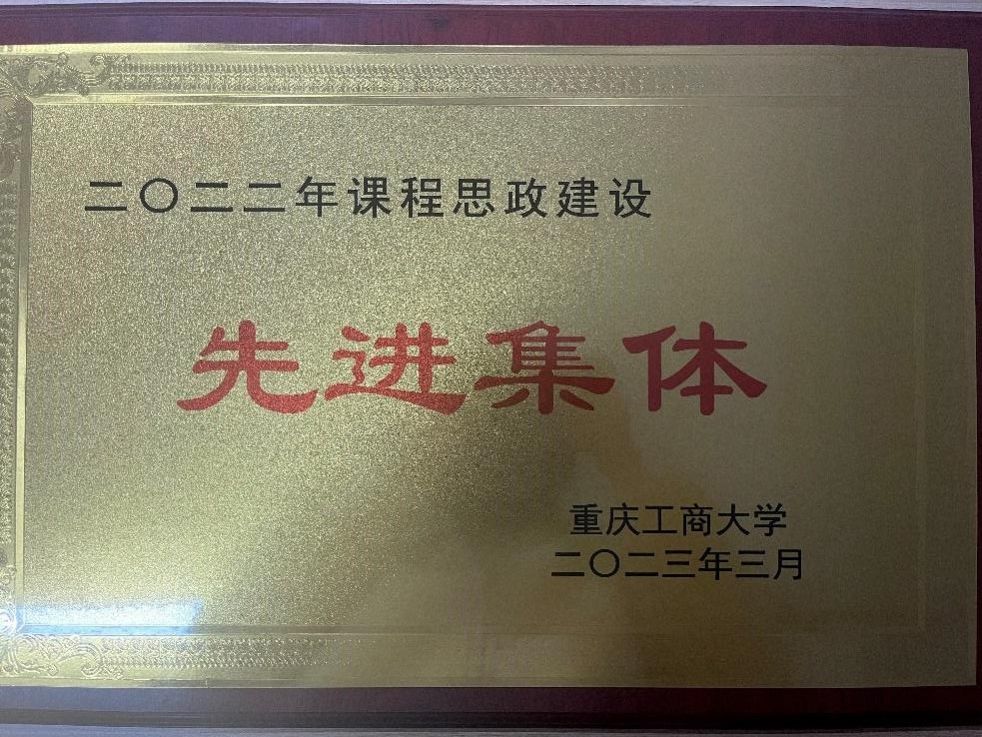 二〇二二年课程思政建设
先进集体
重庆工商大学
二〇二三年三月